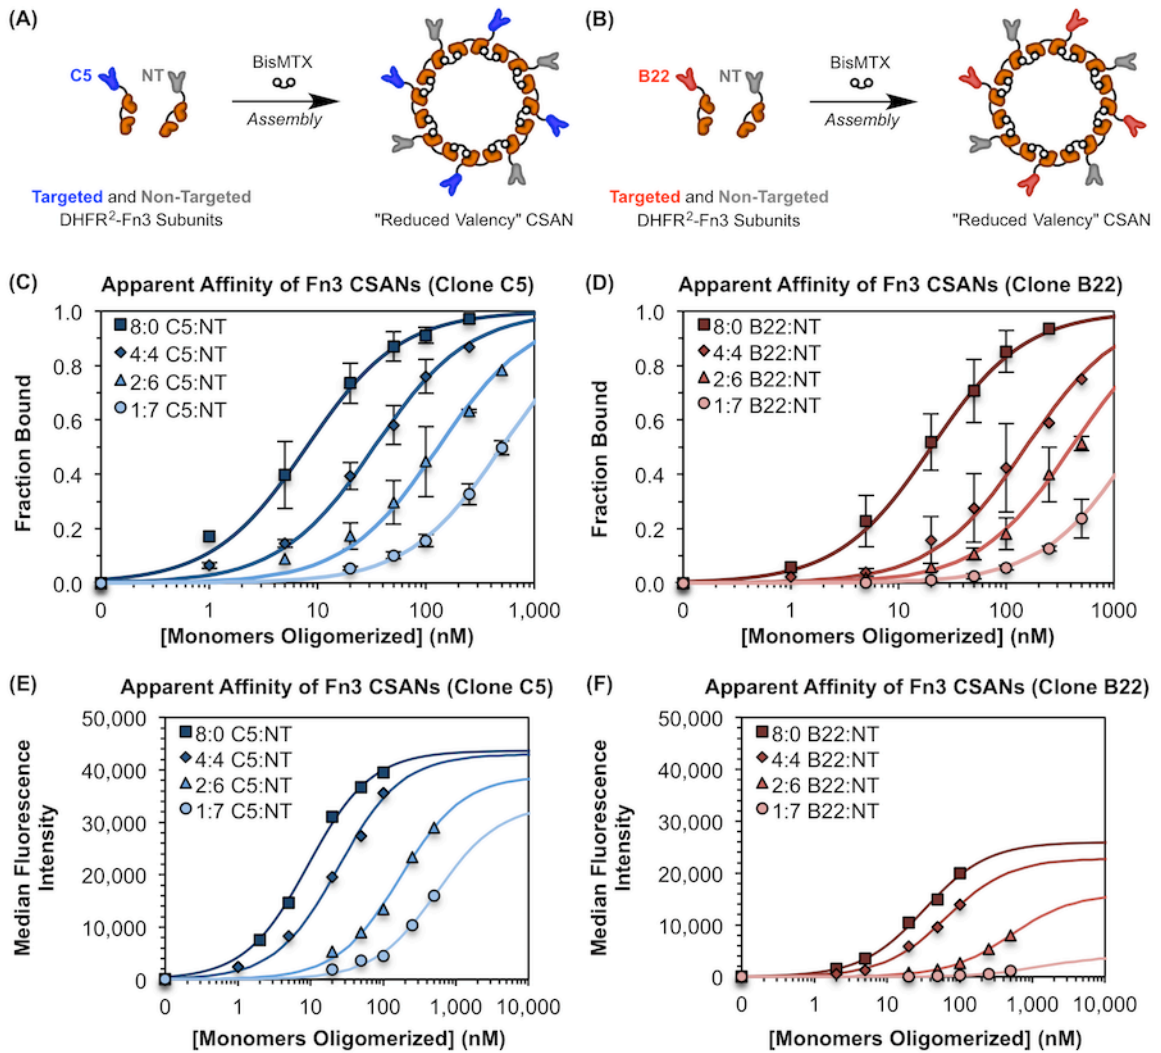 (A)
C5
NT
BisMTX
Assembly
Targeted and Non-Targeted
DHFR²-Fn3 Subunits
"Reduced Valency" CSAN
(B)
B22
NT
BisMTX
Assembly
Targeted and Non-Targeted
DHFR²-Fn3 Subunits
"Reduced Valency" CSAN
(C)
Apparent Affinity of Fn3 CSANs (Clone C5)
8:0 C5:NT
4:4 C5:NT
2:6 C5:NT
1:7 C5:NT
Fraction Bound
1.0
0.8
0.6
0.4
0.2
0.0
0 1 10 100 1,000
[Monomers Oligomerized] (nM)
(D)
Apparent Affinity of Fn3 CSANs (Clone B22)
8:0 B22:NT
4:4 B22:NT
2:6 B22:NT
1:7 B22:NT
Fraction Bound
1.0
0.8
0.6
0.4
0.2
0.0
0 1 10 100 1000
[Monomers Oligomerized] (nM)
(E)
Apparent Affinity of Fn3 CSANs (Clone C5)
8:0 C5:NT
4:4 C5:NT
2:6 C5:NT
1:7 C5:NT
Median Fluorescence
Intensity
50,000
40,000
30,000
20,000
10,000
0
0 1 10 100 1,000 10,000
[Monomers Oligomerized] (nM)
(F)
Apparent Affinity of Fn3 CSANs (Clone B22)
8:0 B22:NT
4:4 B22:NT
2:6 B22:NT
1:7 B22:NT
Median Fluorescence
Intensity
50,000
40,000
30,000
20,000
10,000
0
0 1 10 100 1,000 10,000
[Monomers Oligomerized] (nM)